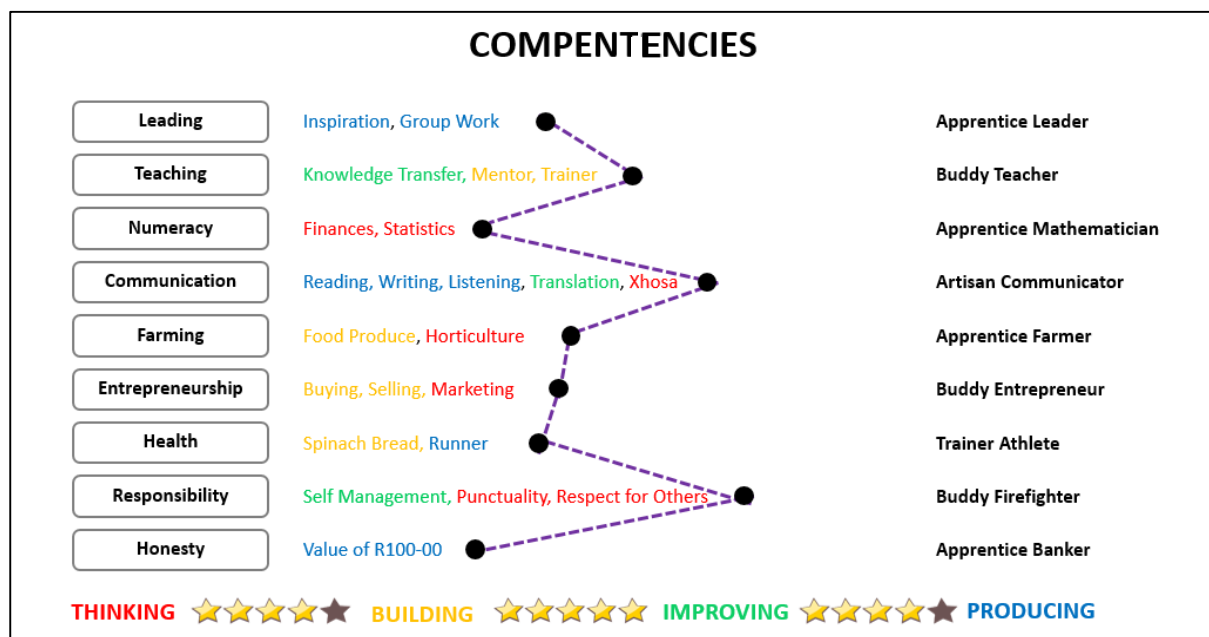 COMPENTENCIES
Leading Inspiration, Group Work Apprentice Leader
Teaching Knowledge Transfer, Mentor, Trainer Buddy Teacher
Numeracy Finances, Statistics Apprentice Mathematician
Communication Reading, Writing, Listening, Translation, Xhosa Artisan Communicator
Farming Food Produce, Horticulture Apprentice Farmer
Entrepreneurship Buying, Selling, Marketing Buddy Entrepreneur
Health Spinach Bread, Runner Trainer Athlete
Responsibility Self Management, Punctuality, Respect for Others Buddy Firefighter
Honesty Value of R100-00 Apprentice Banker
THINKING BUILDING IMPROVING PRODUCING